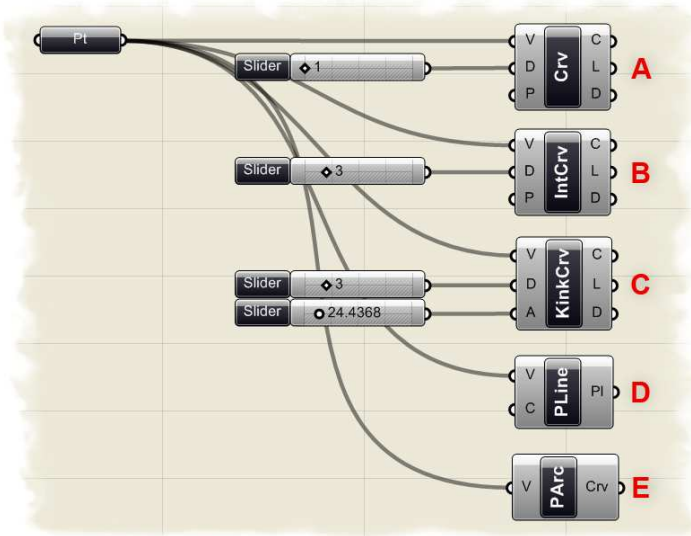 Pt
Slider 1
V C
D Crv L A
P D
V C
Slider 3 D IntCrv L B
P D
V C
Slider 3 D KinkCrv L C
Slider 24.4368 A D
V
PLine Pl D
C
V PArc Crv E